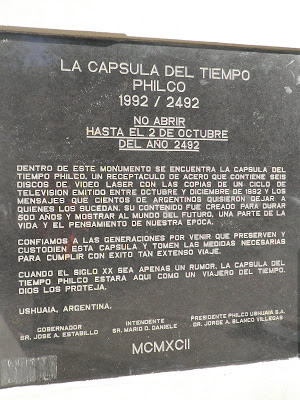 LA CAPSULA DEL TIEMPO
PHILCO
1992 / 2492
NO ABRIR
HASTA EL 2 DE OCTUBRE
DEL AÑO 2492
DENTRO DE ESTE MONUMENTO SE ENCUENTRA LA CAPSULA DEL
TIEMPO PHILCO, UN RECEPTACULO DE ACERO QUE CONTIENE SEIS
DISCOS DE VIDEO LASER CON LAS COPIAS DE UN CICLO DE
TELEVISION EMITIDO ENTRE OCTUBRE Y DICIEMBRE DE 1992 Y LOS
MENSAJES QUE CIENTOS DE ARGENTINOS QUISIERON DEJAR A
QUIENES LOS SUCEDAN. SU CONTENIDO FUE CREADO PARA DURAR
500 AÑOS Y MOSTRAR AL MUNDO DEL FUTURO, UNA PARTE DE LA
VIDA Y EL PENSAMIENTO DE NUESTRA EPOCA.
CONFIAMOS A LAS GENERACIONES POR VENIR QUE PRESERVEN Y
CUSTODIEN ESTA CAPSULA Y TOMEN LAS MEDIDAS NECESARIAS
PARA CUMPLIR CON EXITO TAN EXTENSO VIAJE.
CUANDO EL SIGLO XX SEA APENAS UN RUMOR, LA CAPSULA DEL
TIEMPO PHILCO ESTARA AQUI COMO UN VIAJERO DEL TIEMPO.
DIOS LOS PROTEJA.
USHUAIA, ARGENTINA.
GOBERNADOR
SR. JOSE A. ESTABILLO
INTENDENTE
SR. MARIO D. DANIELE
PRESIDENTE PHILCO USHUAIA S.A.
SR. JORGE A. BLANCO VILLEGAS
MCMXCII